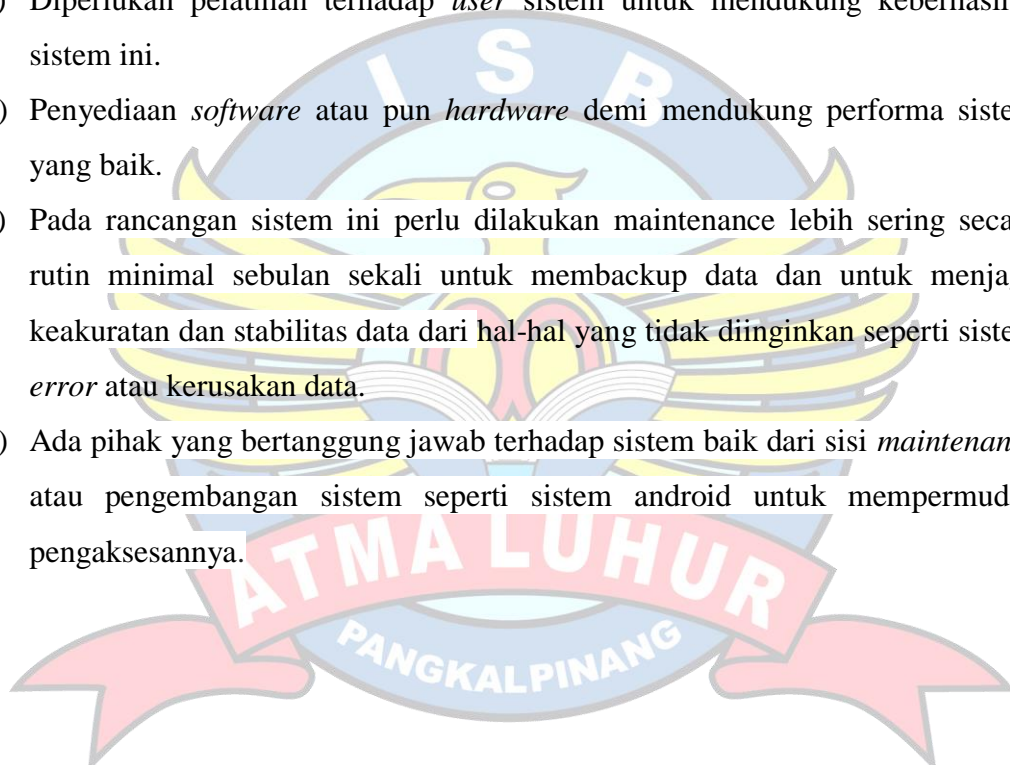 ) Diperlukan pelatihan terhadap user sistem untuk mendukung keberhasil
sistem ini.
) Penyediaan software atau pun hardware demi mendukung performa siste
yang baik.
) Pada rancangan sistem ini perlu dilakukan maintenance lebih sering seca
rutin minimal sebulan sekali untuk membackup data dan untuk menja
keakuratan dan stabilitas data dari hal-hal yang tidak diinginkan seperti siste
error atau kerusakan data.
) Ada pihak yang bertanggung jawab terhadap sistem baik dari sisi maintenan
atau pengembangan sistem seperti sistem android untuk mempermud
pengaksesannya.
I S B
ATMA LUHUR
PANGKALPINANG